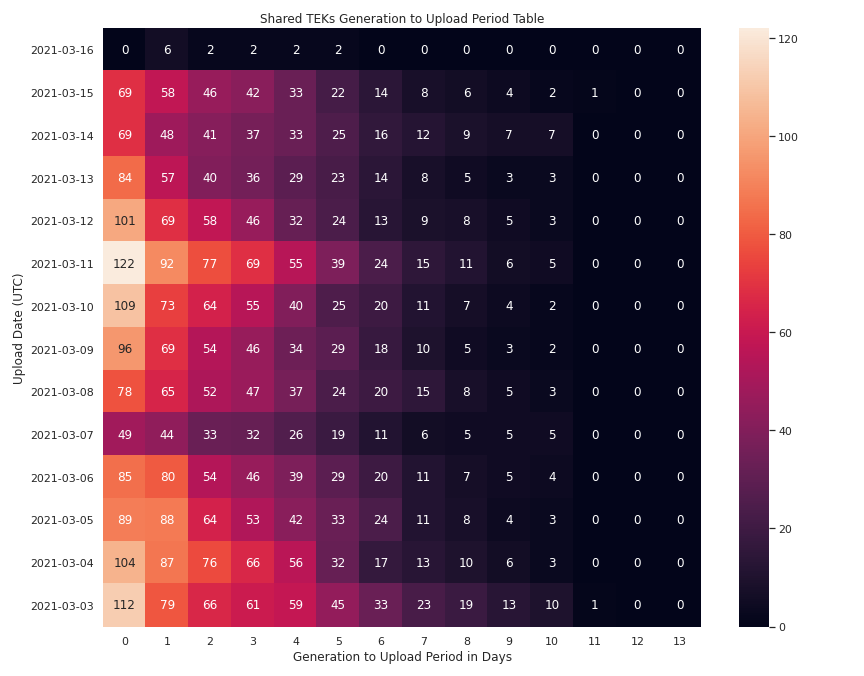 Shared TEKs Generation to Upload Period Table
Upload Date (UTC)
2021-03-16 0 6 2 2 2 2 0 0 0 0 0 0 0 0
2021-03-15 69 58 46 42 33 22 14 8 6 4 2 1 0 0
2021-03-14 69 48 41 37 33 25 16 12 9 7 7 0 0 0
2021-03-13 84 57 40 36 29 23 14 8 5 3 3 0 0 0
2021-03-12 101 69 58 46 32 24 13 9 8 5 3 0 0 0
2021-03-11 122 92 77 69 55 39 24 15 11 6 5 0 0 0
2021-03-10 109 73 64 55 40 25 20 11 7 4 2 0 0 0
2021-03-09 96 69 54 46 34 29 18 10 5 3 2 0 0 0
2021-03-08 78 65 52 47 37 24 20 15 8 5 3 0 0 0
2021-03-07 49 44 33 32 26 19 11 6 5 5 5 0 0 0
2021-03-06 85 80 54 46 39 29 20 11 7 5 4 0 0 0
2021-03-05 89 88 64 53 42 33 24 11 8 4 3 0 0 0
2021-03-04 104 87 76 66 56 32 17 13 10 6 3 0 0 0
2021-03-03 112 79 66 61 59 45 33 23 19 13 10 1 0 0
0 1 2 3 4 5 6 7 8 9 10 11 12 13
Generation to Upload Period in Days
120
100
80
60
40
20
0